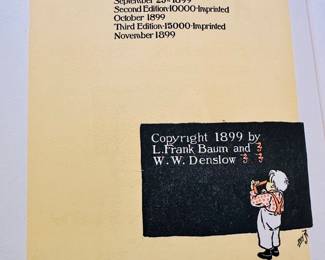 September 25-1899
Second Edition·10000·Imprinted
October 1899
Third Edition·15000·Imprinted
November 1899
Copyright 1899 by
L. Frank Baum and
W. W. Denslow